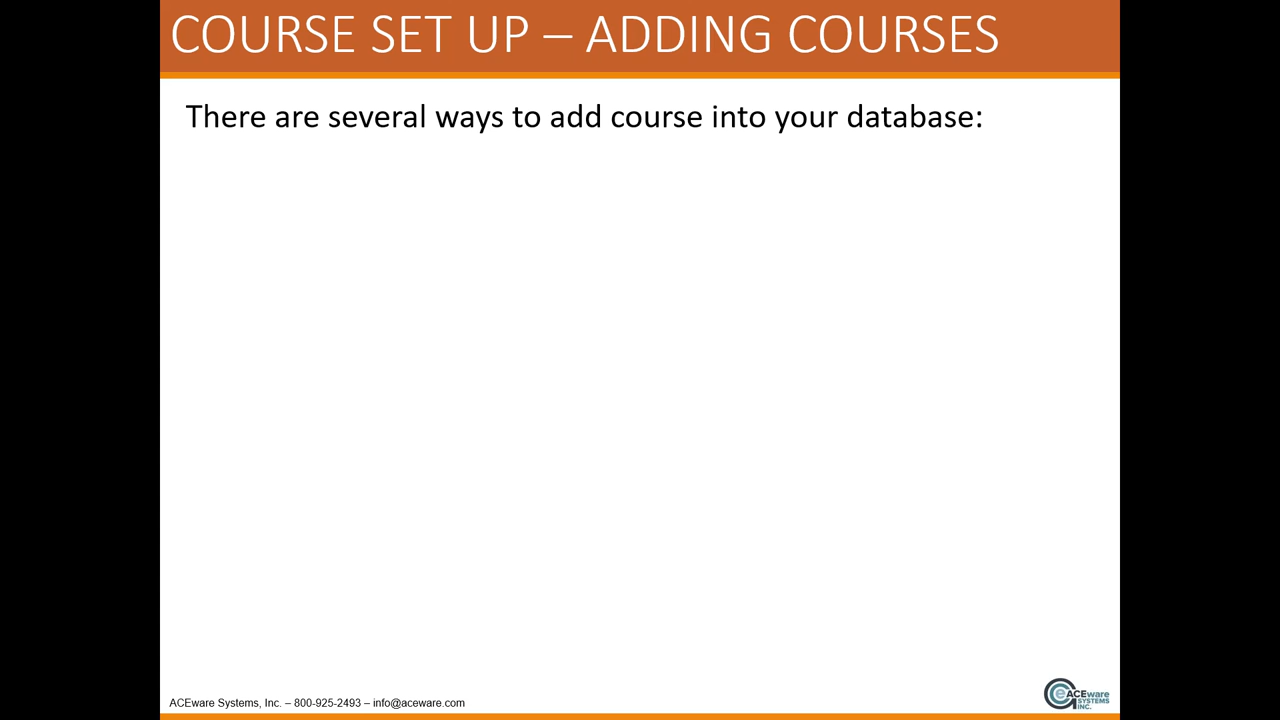 COURSE SET UP – ADDING COURSES
There are several ways to add course into your database:
ACEware Systems, Inc. – 800-925-2493 – info@aceware.com
eACEware
SYSTEMS
INC.